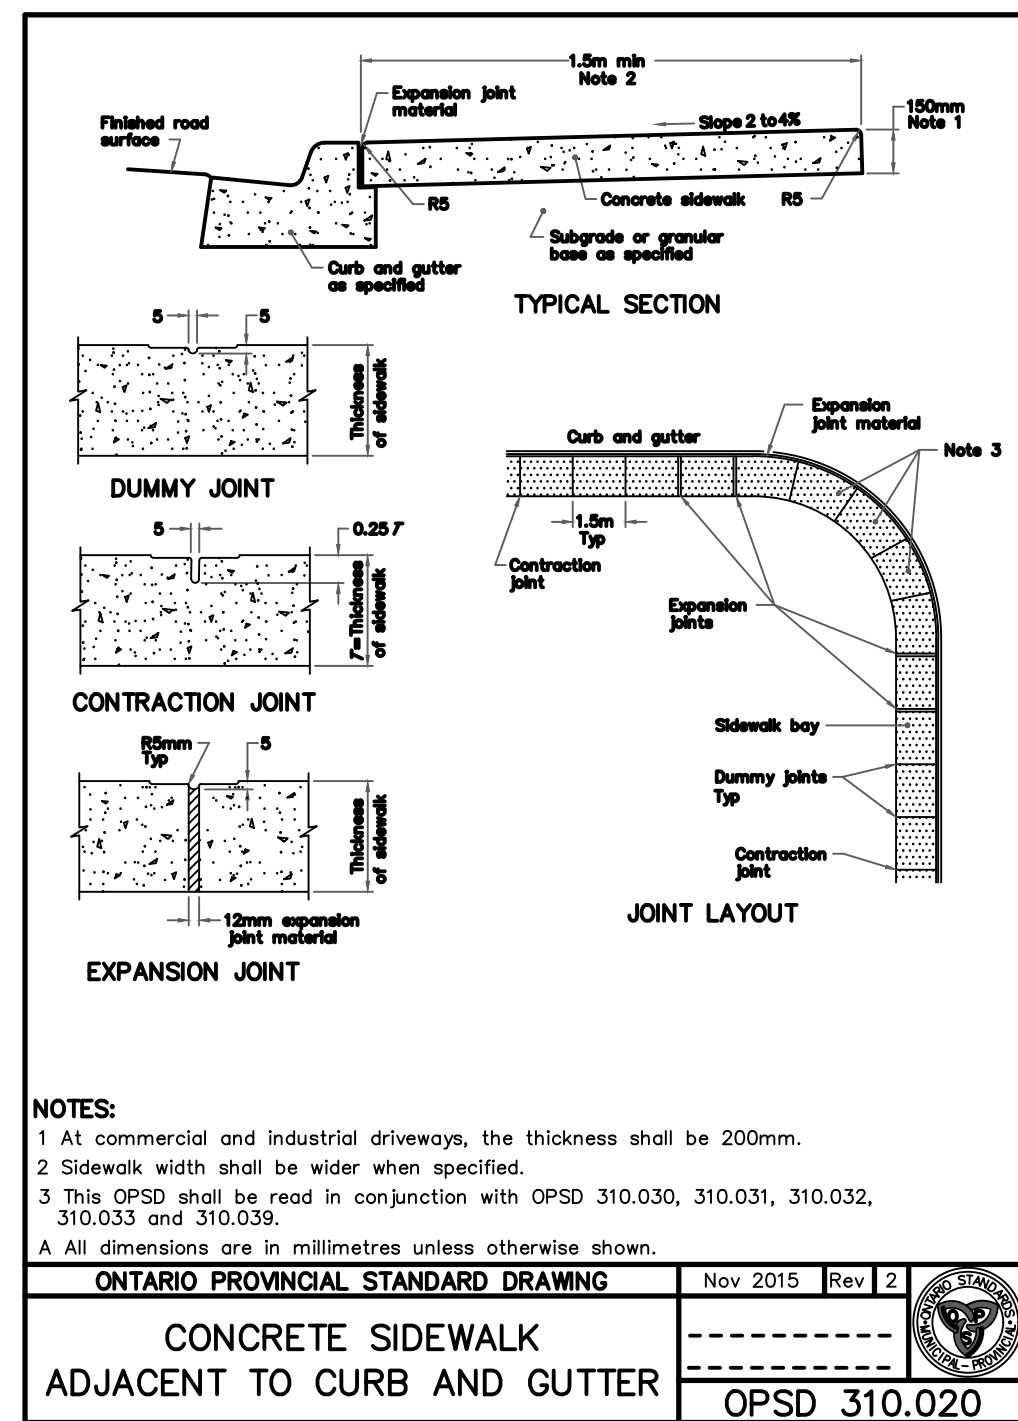 1.5m min
Note 2
Expansion joint
material
Finished road
surface
Slope 2 to 4%
150mm
Note 1
R5
Concrete sidewalk
R5
Subgrade or granular
base as specified
Curb and gutter
as specified
TYPICAL SECTION
5
5
Thickness
of sidewalk
DUMMY JOINT
5
0.25T
T=Thickness
of sidewalk
CONTRACTION JOINT
R5mm
Typ
5
Thickness
of sidewalk
12mm expansion
joint material
EXPANSION JOINT
Expansion
joint material
Curb and gutter
Note 3
1.5m
Typ
Contraction
joint
Expansion
joints
Sidewalk bay
Dummy joints
Typ
Contraction
joint
JOINT LAYOUT
NOTES:
1 At commercial and industrial driveways, the thickness shall be 200mm.
2 Sidewalk width shall be wider when specified.
3 This OPSD shall be read in conjunction with OPSD 310.030, 310.031, 310.032,
310.033 and 310.039.
A All dimensions are in millimetres unless otherwise shown.
ONTARIO PROVINCIAL STANDARD DRAWING
Nov 2015
Rev
2
CONCRETE SIDEWALK
ADJACENT TO CURB AND GUTTER
OPSD 310.020
ONTARIO STANDARDS
MUNICIPAL-PROVINCIAL
O P
S